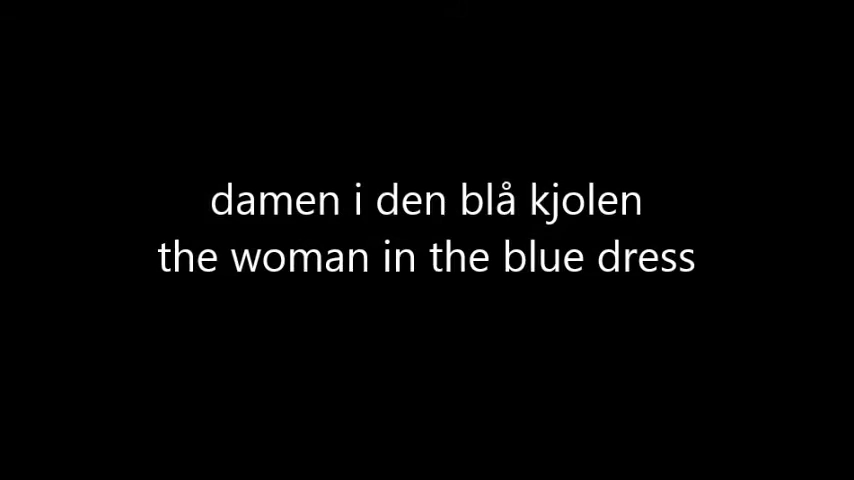 damen i den blå kjolen
the woman in the blue dress